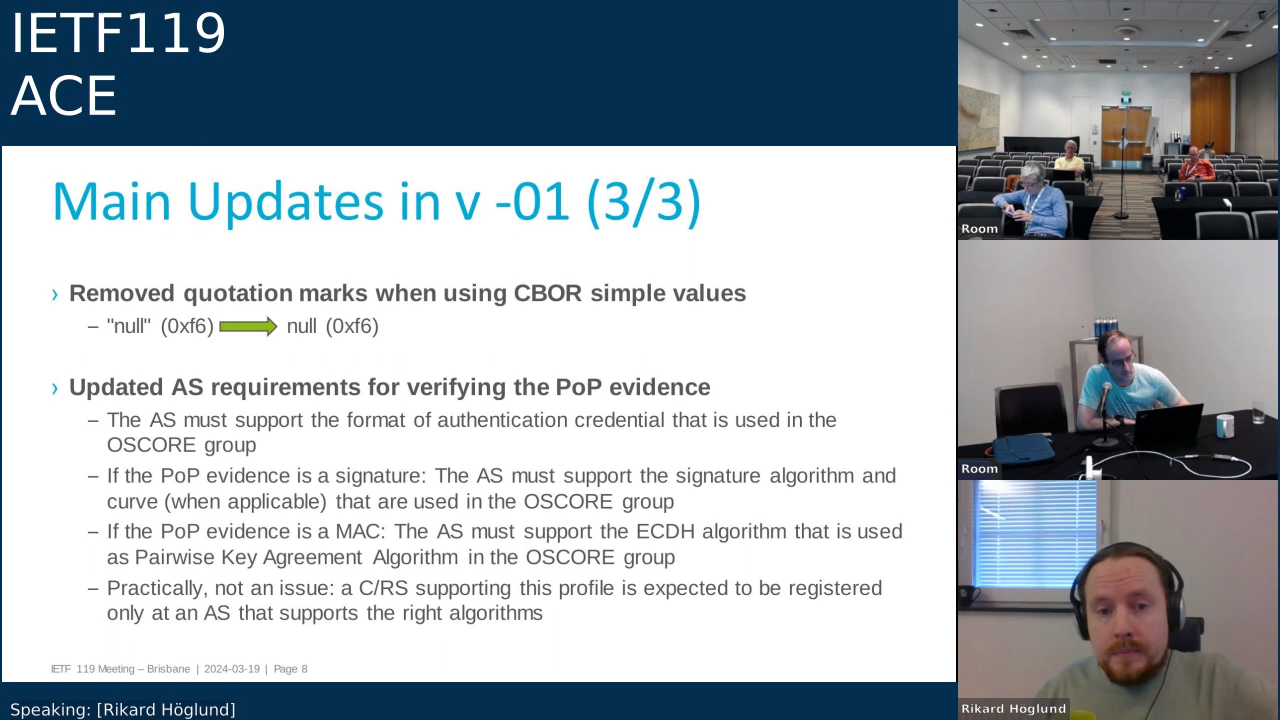 IETF119
ACE
Main Updates in v -01 (3/3)
› Removed quotation marks when using CBOR simple values
– "null" (0xf6) null (0xf6)
› Updated AS requirements for verifying the PoP evidence
– The AS must support the format of authentication credential that is used in the
OSCORE group
– If the PoP evidence is a signature: The AS must support the signature algorithm and
curve (when applicable) that are used in the OSCORE group
– If the PoP evidence is a MAC: The AS must support the ECDH algorithm that is used
as Pairwise Key Agreement Algorithm in the OSCORE group
– Practically, not an issue: a C/RS supporting this profile is expected to be registered
only at an AS that supports the right algorithms
IETF 119 Meeting – Brisbane | 2024-03-19 | Page 8
Speaking: [Rikard Höglund]
Room
Room
Rikard Höglund